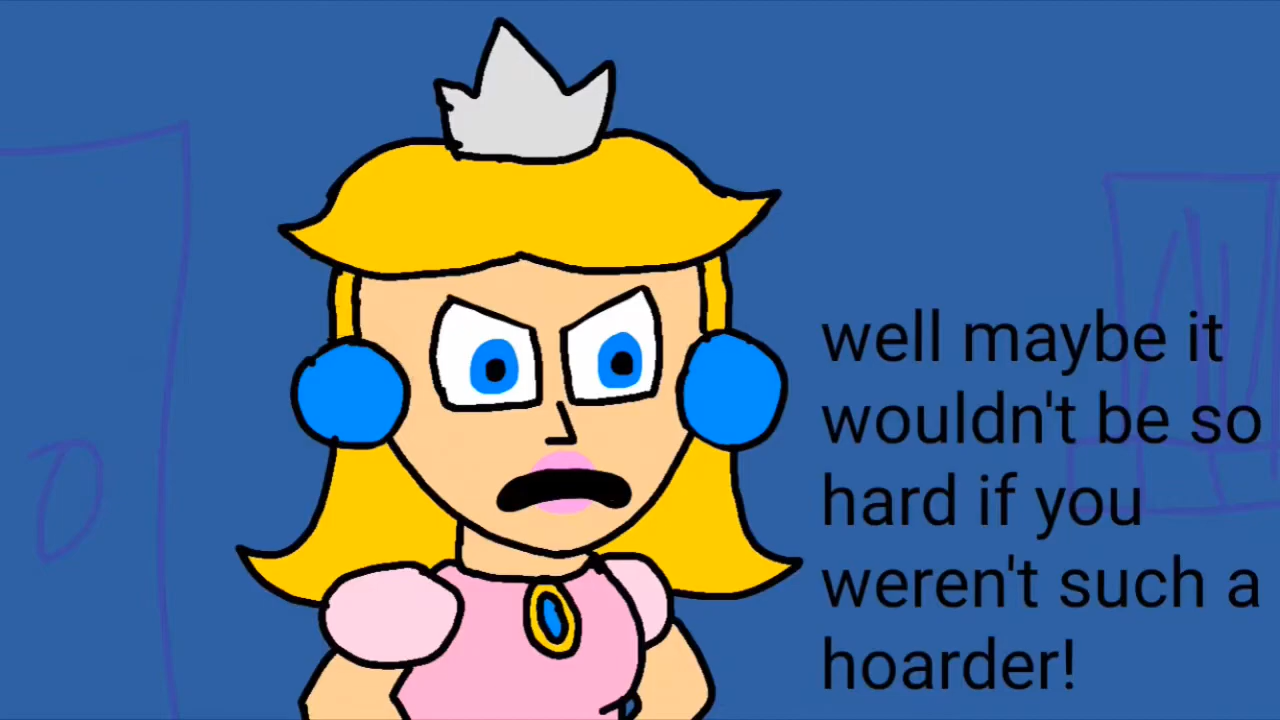 well maybe it
wouldn't be so
hard if you
weren't such a
hoarder!